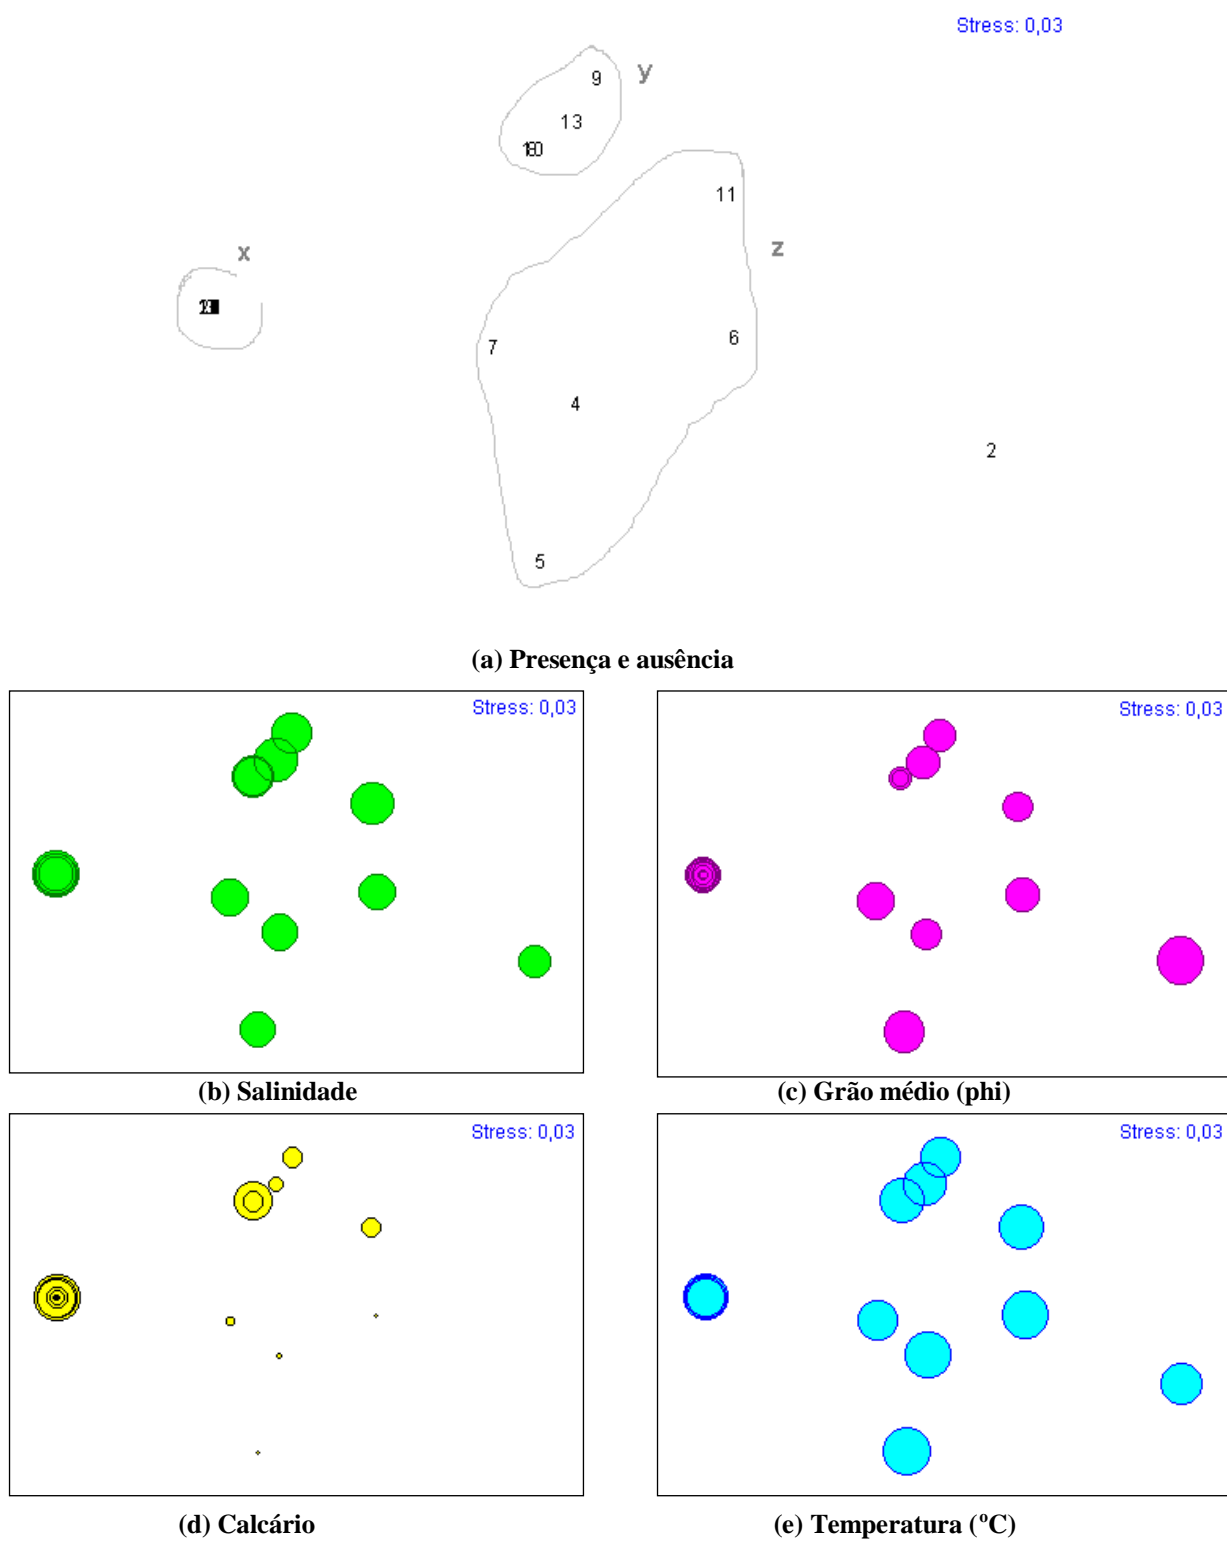 Stress: 0,03
y
9
13
11
x
z
7
6
4
2
5
(a) Presença e ausência
Stress: 0,03
Stress: 0,03
(b) Salinidade
(c) Grão médio (phi)
Stress: 0,03
Stress: 0,03
(d) Calcário
(e) Temperatura (ºC)